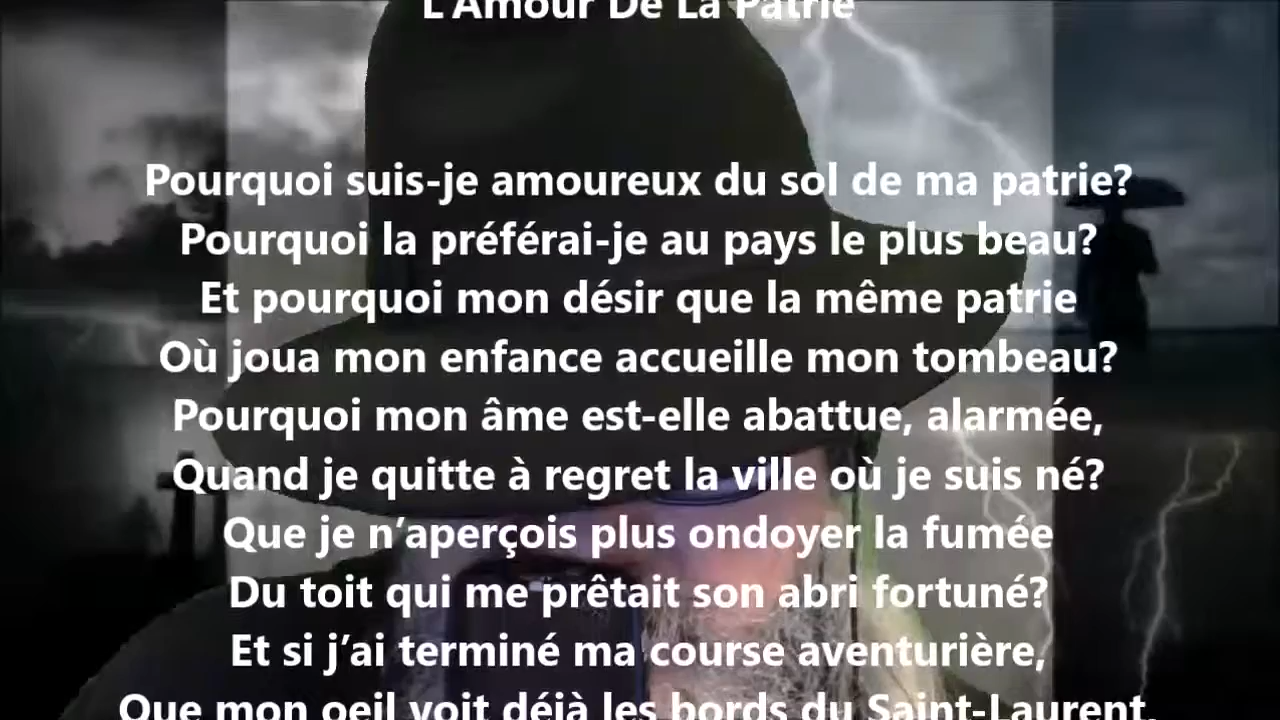 L'Amour De La Patrie
Pourquoi suis-je amoureux du sol de ma patrie?
Pourquoi la préférai-je au pays le plus beau?
Et pourquoi mon désir que la même patrie
Où joua mon enfance accueille mon tombeau?
Pourquoi mon âme est-elle abattue, alarmée,
Quand je quitte à regret la ville où je suis né?
Que je n’aperçois plus ondoyer la fumée
Du toit qui me prêtait son abri fortuné?
Et si j’ai terminé ma course aventurière,
Que mon oeil voit déjà les bords du Saint-Laurent,